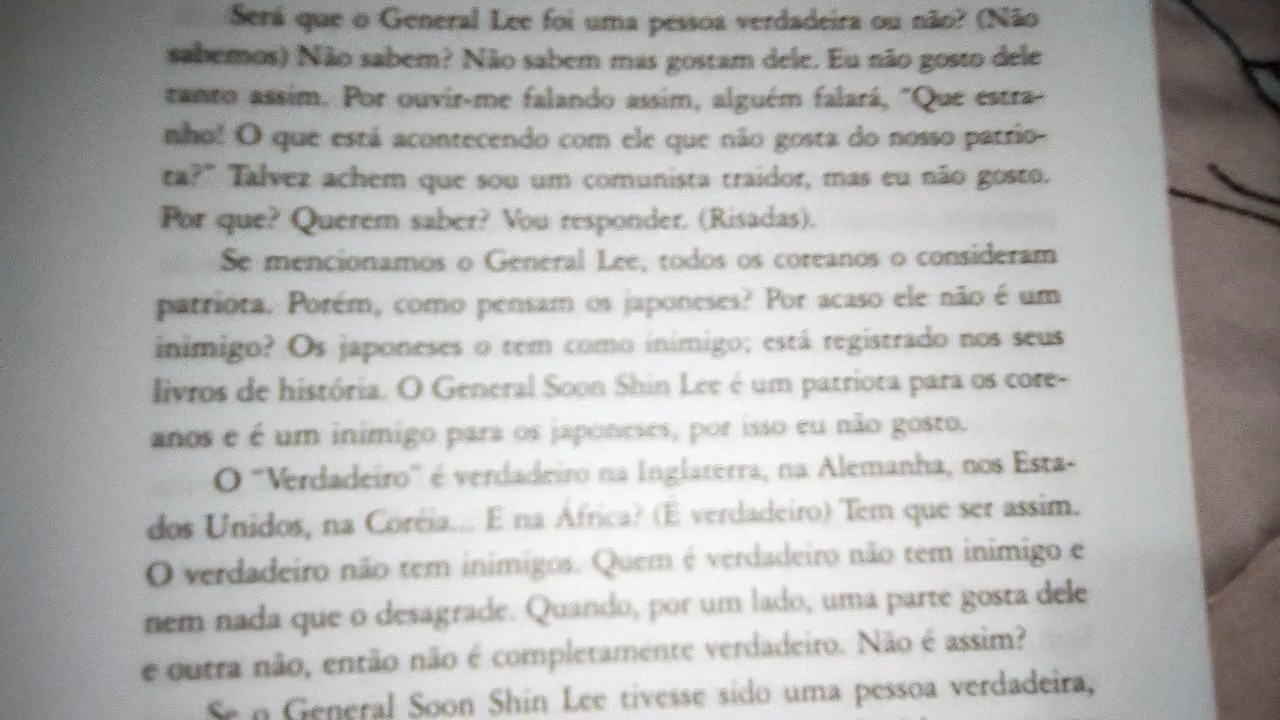 Será que o General Lee foi uma pessoa verdadeira ou não? (Não
sabemos) Não sabem? Não sabem mas gostam dele. Eu não gosto dele
tanto assim. Por ouvir-me falando assim, alguém falará, "Que estra-
nho! O que está acontecendo com ele que não gosta do nosso patrio-
ta?" Talvez achem que sou um comunista traidor, mas eu não gosto.
Por que? Querem saber? Vou responder. (Risadas).
Se mencionamos o General Lee, todos os coreanos o consideram
patriota. Porém, como pensam os japoneses? Por acaso ele não é um
inimigo? Os japoneses o tem como inimigo; está registrado nos seus
livros de história. O General Soon Shin Lee é um patriota para os core-
anos e é um inimigo para os japoneses, por isso eu não gosto.
O "Verdadeiro" é verdadeiro na Inglaterra, na Alemanha, nos Esta-
dos Unidos, na Coréia... E na África? (É verdadeiro) Tem que ser assim.
O verdadeiro não tem inimigos. Quem é verdadeiro não tem inimigo e
nem nada que o desagrade. Quando, por um lado, uma parte gosta dele
e outra não, então não é completamente verdadeiro. Não é assim?
Se o General Soon Shin Lee tivesse sido uma pessoa verdadeira,